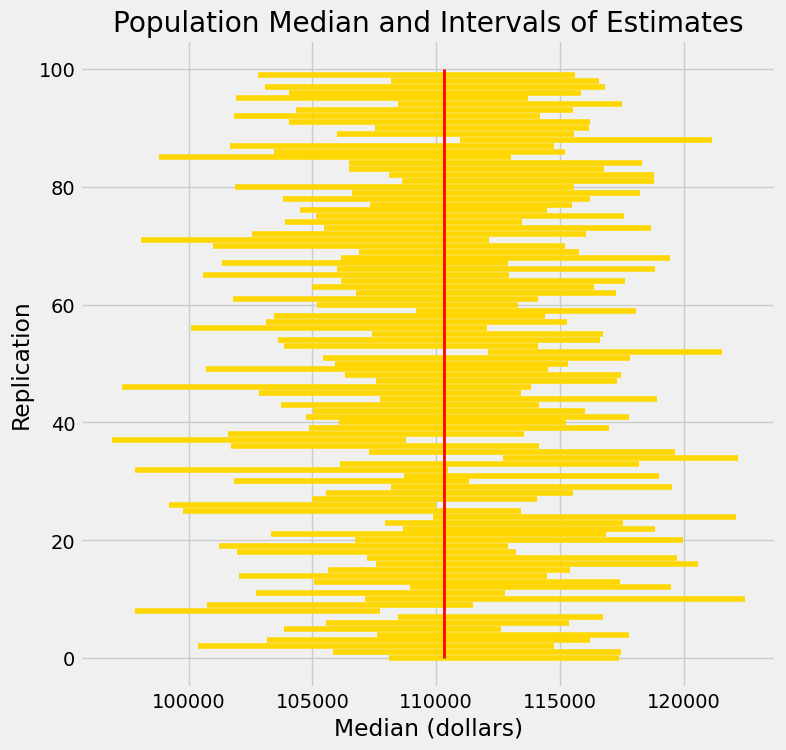 Population Median and Intervals of Estimates
100
80
60
40
20
0
Replication
100000 105000 110000 115000 120000
Median (dollars)